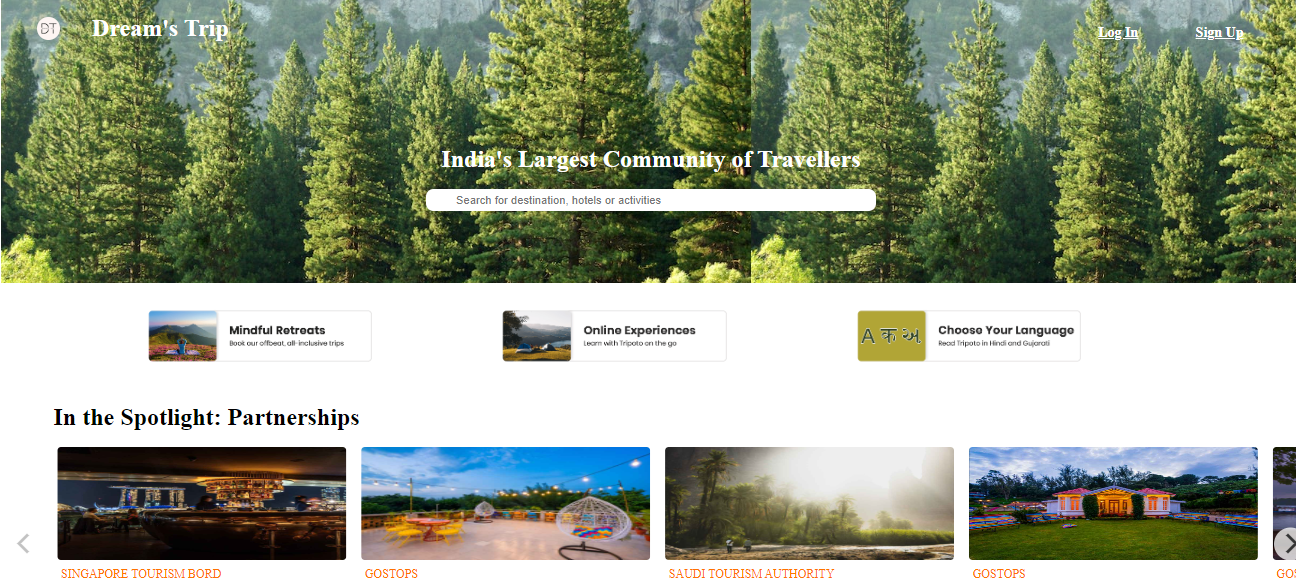 DT
Dream's Trip
Log In
Sign Up
India's Largest Community of Travellers
Search for destination, hotels or activities
Mindful Retreats
Book our offbeat, all-inclusive trips
Online Experiences
Learn with Tripoto on the go
A क અ
Choose Your Language
Read Tripoto in Hindi and Gujarati
In the Spotlight: Partnerships
SINGAPORE TOURISM BORD
GOSTOPS
SAUDI TOURISM AUTHORITY
GOSTOPS